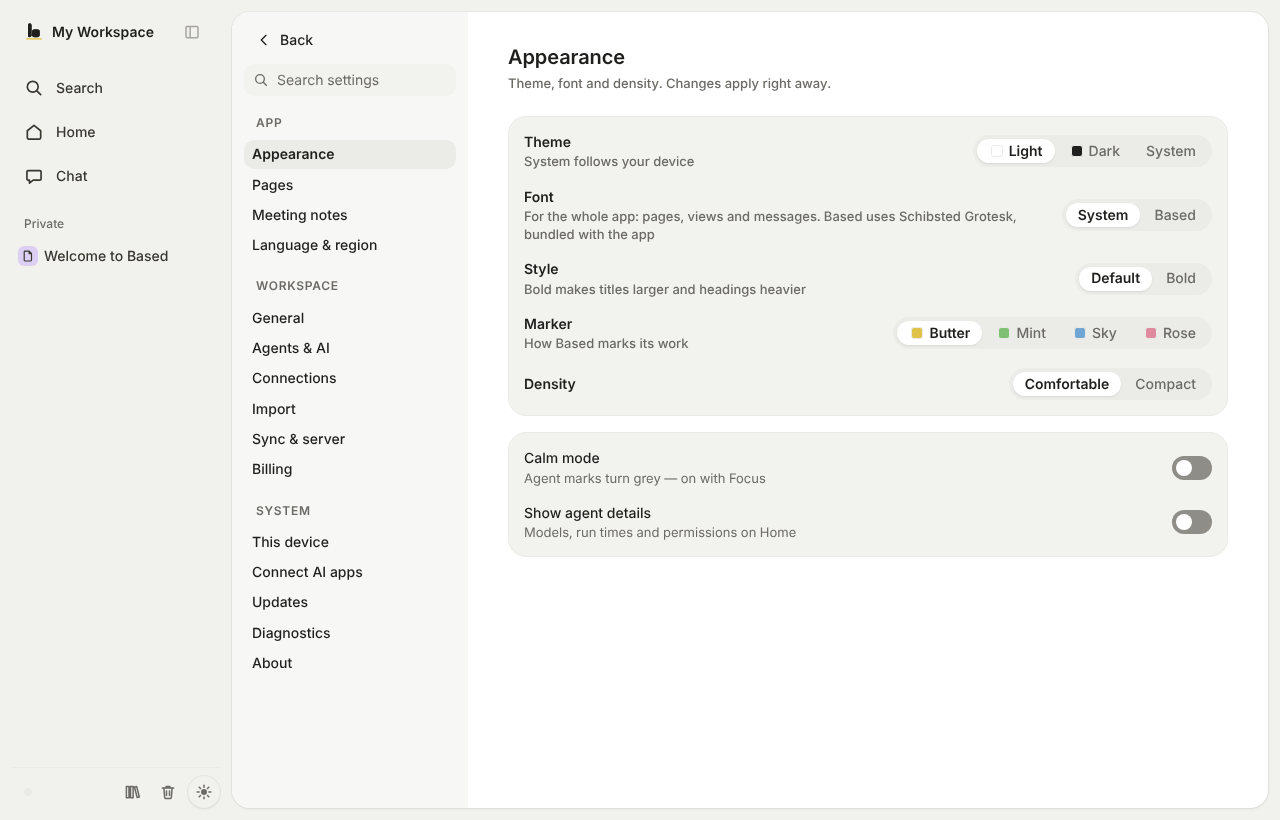 My Workspace
Search
Home
Chat
Private
Welcome to Based
Back
Search settings
APP
Appearance
Pages
Meeting notes
Language & region
WORKSPACE
General
Agents & AI
Connections
Import
Sync & server
Billing
SYSTEM
This device
Connect AI apps
Updates
Diagnostics
About
Appearance
Theme, font and density. Changes apply right away.
Theme
System follows your device
Light Dark System
Font
For the whole app: pages, views and messages. Based uses Schibsted Grotesk,
bundled with the app
System Based
Style
Bold makes titles larger and headings heavier
Default Bold
Marker
How Based marks its work
Butter Mint Sky Rose
Density
Comfortable Compact
Calm mode
Agent marks turn grey — on with Focus
Show agent details
Models, run times and permissions on Home